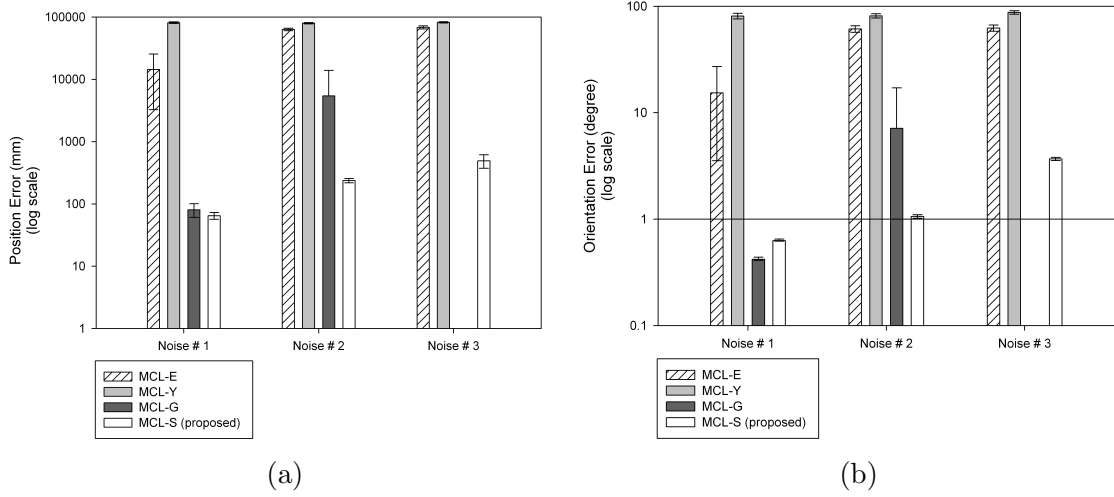 100000
10000
1000
100
10
1
Position Error (mm)
(log scale)
Noise # 1
Noise # 2
Noise # 3
MCL-E
MCL-Y
MCL-G
MCL-S (proposed)
(a)
100
10
1
0.1
Orientation Error (degree)
(log scale)
Noise # 1
Noise # 2
Noise # 3
MCL-E
MCL-Y
MCL-G
MCL-S (proposed)
(b)